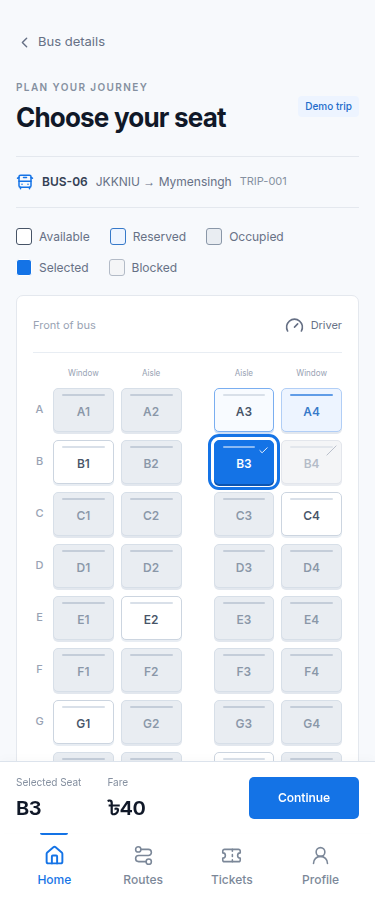 Bus details
PLAN YOUR JOURNEY
Choose your seat
Demo trip
BUS-06 JKKNIU → Mymensingh TRIP-001
Available Reserved Occupied
Selected Blocked
Front of bus Driver
Window Aisle Aisle Window
A A1 A2 A3 A4
B B1 B2 B3 B4
C C1 C2 C3 C4
D D1 D2 D3 D4
E E1 E2 E3 E4
F F1 F2 F3 F4
G G1 G2 G3 G4
Selected Seat Fare
B3 ৳40
Continue
Home Routes Tickets Profile